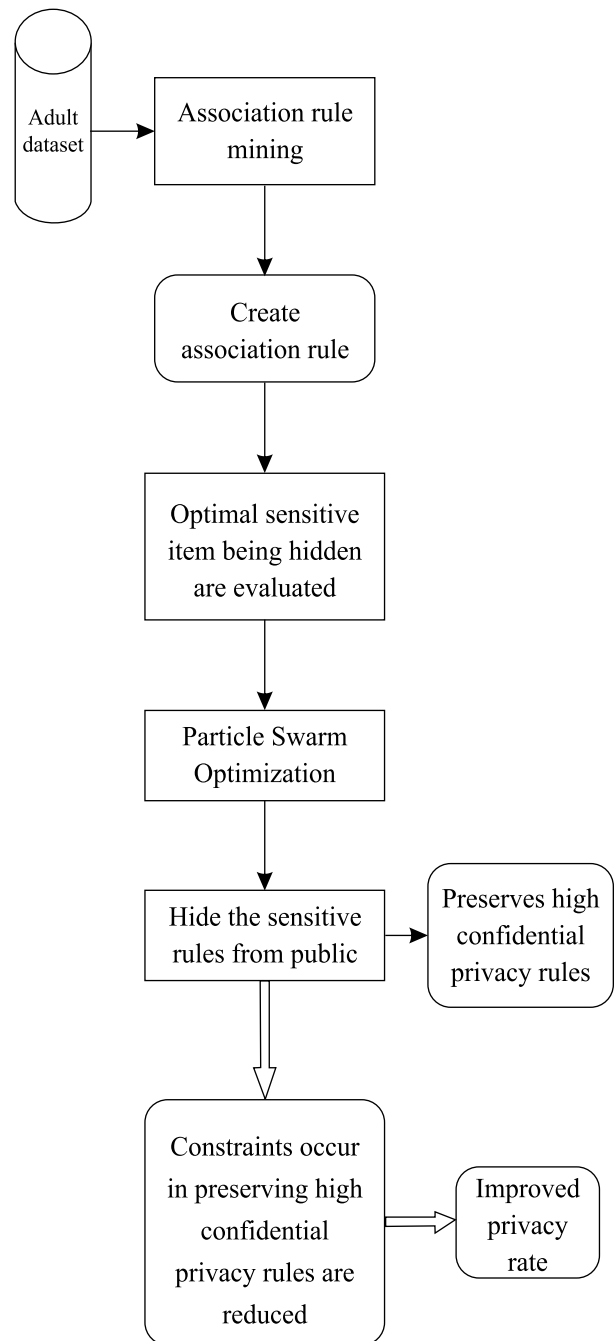 Adult
dataset
Association rule
mining
Create
association rule
Optimal sensitive
item being hidden
are evaluated
Particle Swarm
Optimization
Hide the sensitive
rules from public
Preserves high
confidential
privacy rules
Constraints occur
in preserving high
confidential
privacy rules are
reduced
Improved
privacy
rate